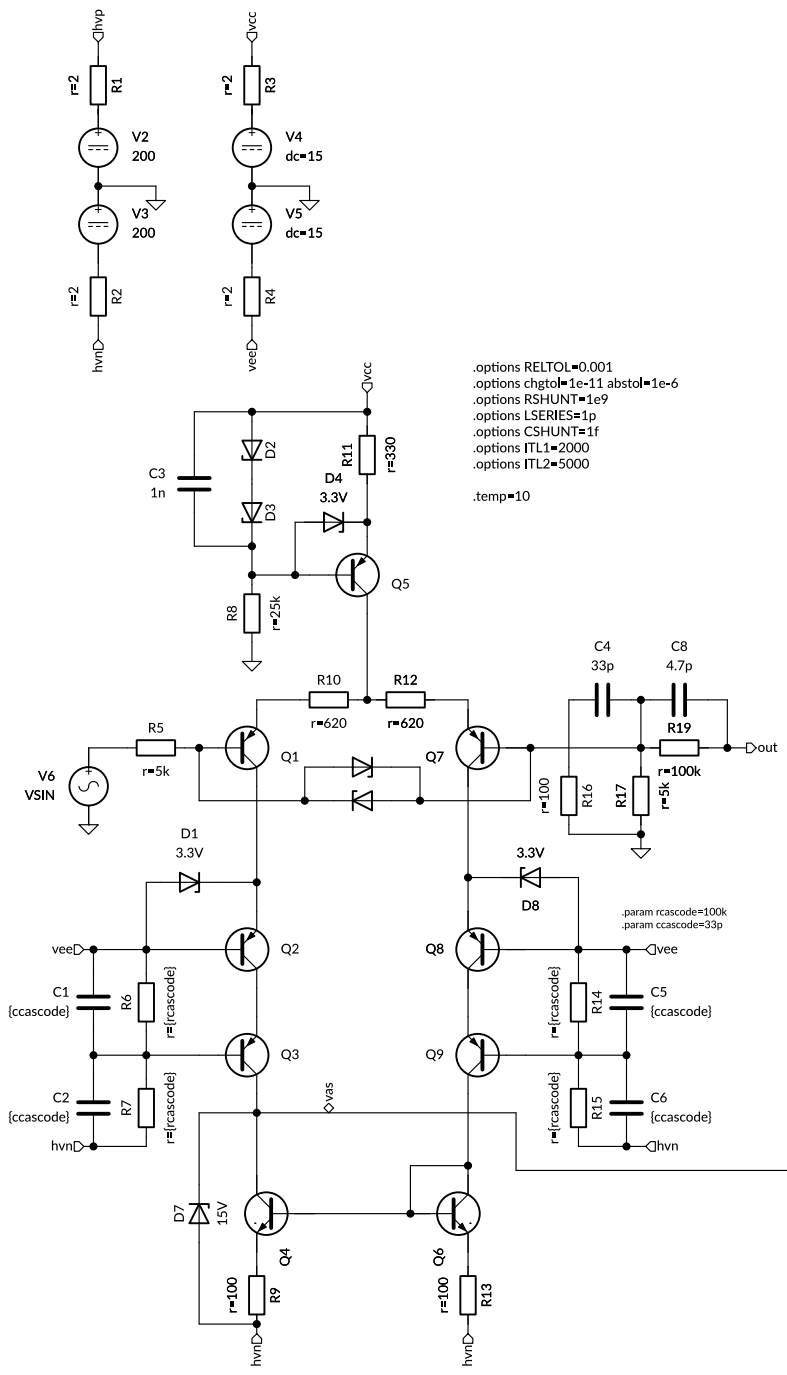 hvp
vcc
r=2
R1
r=2
R3
V2
200
V4
dc=15
V3
200
V5
dc=15
r=2
R2
r=2
R4
hvn
vee
.options RELTOL=0.001
.options chgtol=1e-11 abstol=1e-6
.options RSHUNT=1e9
.options LSERIES=1p
.options CSHUNT=1f
.options ITL1=2000
.options ITL2=5000
.temp=10
vcc
D2
R11
r=330
C3
1n
D3
D4
3.3V
Q5
R8
r=25k
R10
r=620
R12
r=620
C4
33p
C8
4.7p
R5
r=5k
Q1
Q7
R19
r=100k
out
V6
VSIN
r=100
R16
R17
r=5k
D1
3.3V
3.3V
D8
.param rcascode=100k
.param ccascode=33p
vee
Q2
Q8
vee
C1
{ccascode}
R6
r={rcascode}
r={rcascode}
R14
C5
{ccascode}
Q3
Q9
C2
{ccascode}
R7
r={rcascode}
vas
r={rcascode}
R15
C6
{ccascode}
hvn
hvn
D7
15V
Q4
Q6
r=100
R9
r=100
R13
hvn
hvn